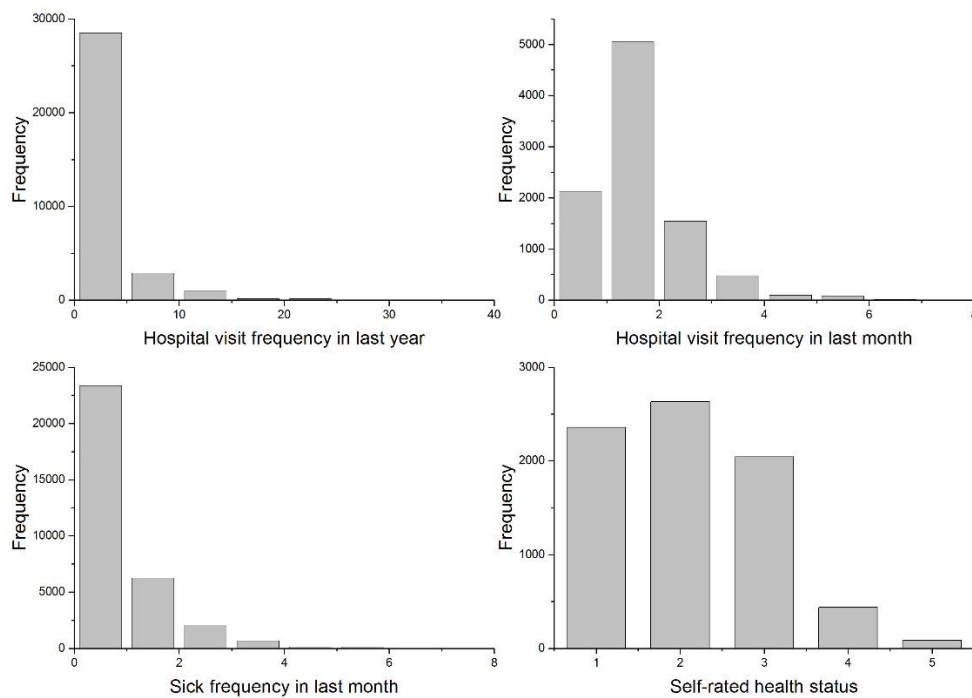 30000
20000
10000
0
Frequency
0 10 20 30 40
Hospital visit frequency in last year
5000
4000
3000
2000
1000
0
Frequency
0 2 4 6 8
Hospital visit frequency in last month
25000
20000
15000
10000
5000
0
Frequency
0 2 4 6 8
Sick frequency in last month
3000
2000
1000
0
Frequency
1 2 3 4 5
Self-rated health status